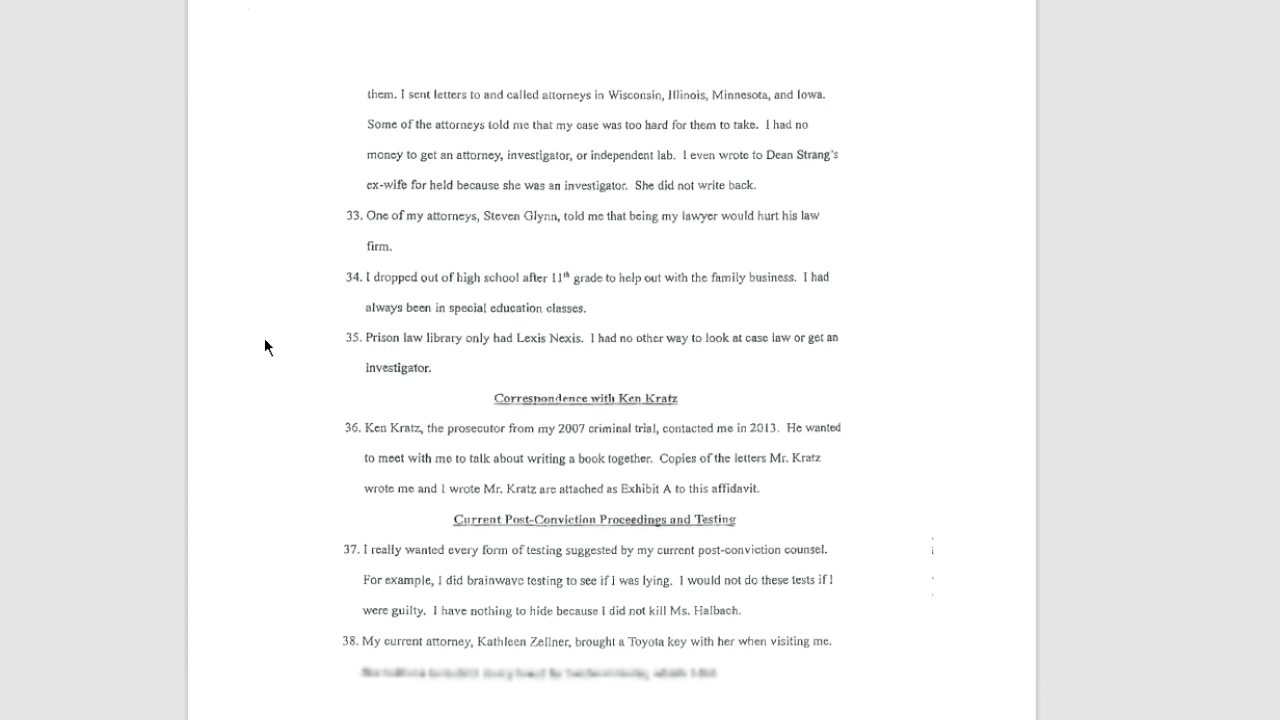 them. I sent letters to and called attorneys in Wisconsin, Illinois, Minnesota, and Iowa.
Some of the attorneys told me that my case was too hard for them to take. I had no
money to get an attorney, investigator, or independent lab. I even wrote to Dean Strang's
ex-wife for held because she was an investigator. She did not write back.
33. One of my attorneys, Steven Glynn, told me that being my lawyer would hurt his law
firm.
34. I dropped out of high school after 11th grade to help out with the family business. I had
always been in special education classes.
35. Prison law library only had Lexis Nexis. I had no other way to look at case law or get an
investigator.
Correspondence with Ken Kratz
36. Ken Kratz, the prosecutor from my 2007 criminal trial, contacted me in 2013. He wanted
to meet with me to talk about writing a book together. Copies of the letters Mr. Kratz
wrote me and I wrote Mr. Kratz are attached as Exhibit A to this affidavit.
Current Post-Conviction Proceedings and Testing
37. I really wanted every form of testing suggested by my current post-conviction counsel.
For example, I did brainwave testing to see if I was lying. I would not do these tests if I
were guilty. I have nothing to hide because I did not kill Ms. Halbach.
38. My current attorney, Kathleen Zellner, brought a Toyota key with her when visiting me.